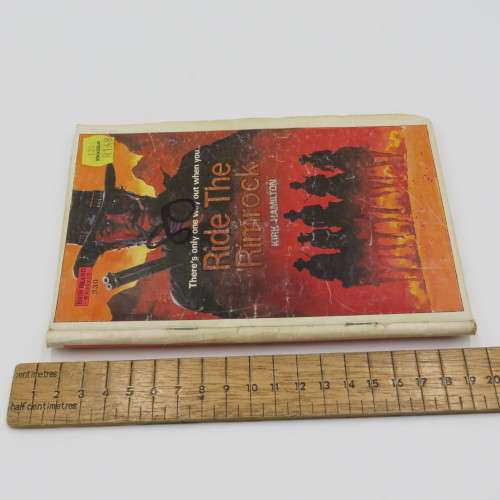 There's only one way out when you...
Ride The
Rimrock
KIRK HAMILTON
R148
centimetres
1 2 3 4 5 6 7 8 9 10 11 12 13 14 15 16 17 18 19 20
half centimetres